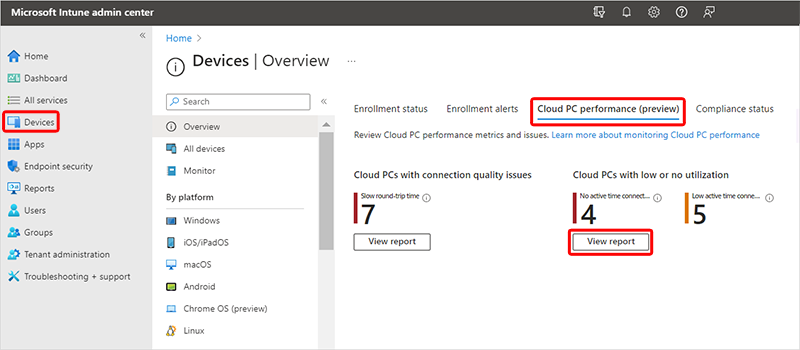 Microsoft Intune admin center
Home
Dashboard
All services
Devices
Apps
Endpoint security
Reports
Users
Groups
Tenant administration
Troubleshooting + support
Home
Devices | Overview
Search
Overview
All devices
Monitor
By platform
Windows
iOS/iPadOS
macOS
Android
Chrome OS (preview)
Linux
Enrollment status Enrollment alerts Cloud PC performance (preview) Compliance status
Review Cloud PC performance metrics and issues. Learn more about monitoring Cloud PC performance
Cloud PCs with connection quality issues
Slow round-trip time
7
View report
Cloud PCs with low or no utilization
No active time connect...
4
Low active time conne...
5
View report